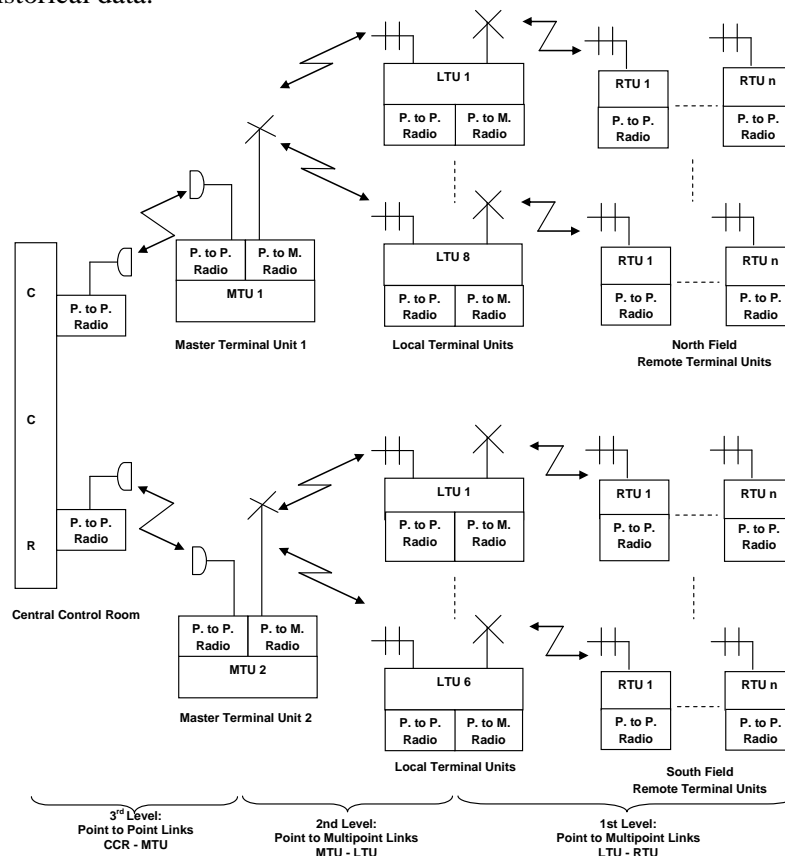 istorical data.
LTU 1
P. to P.
Radio
P. to M.
Radio
RTU 1
P. to P.
Radio
RTU n
P. to P.
Radio
P. to P.
Radio
P. to M.
Radio
MTU 1
Master Terminal Unit 1
LTU 8
P. to P.
Radio
P. to M.
Radio
Local Terminal Units
RTU 1
P. to P.
Radio
RTU n
P. to P.
Radio
North Field
Remote Terminal Units
C
C
R
P. to P.
Radio
P. to P.
Radio
Central Control Room
LTU 1
P. to P.
Radio
P. to M.
Radio
RTU 1
P. to P.
Radio
RTU n
P. to P.
Radio
P. to P.
Radio
P. to M.
Radio
MTU 2
Master Terminal Unit 2
LTU 6
P. to P.
Radio
P. to M.
Radio
Local Terminal Units
RTU 1
P. to P.
Radio
RTU n
P. to P.
Radio
South Field
Remote Terminal Units
3rd Level:
Point to Point Links
CCR - MTU
2nd Level:
Point to Multipoint Links
MTU - LTU
1st Level:
Point to Multipoint Links
LTU - RTU